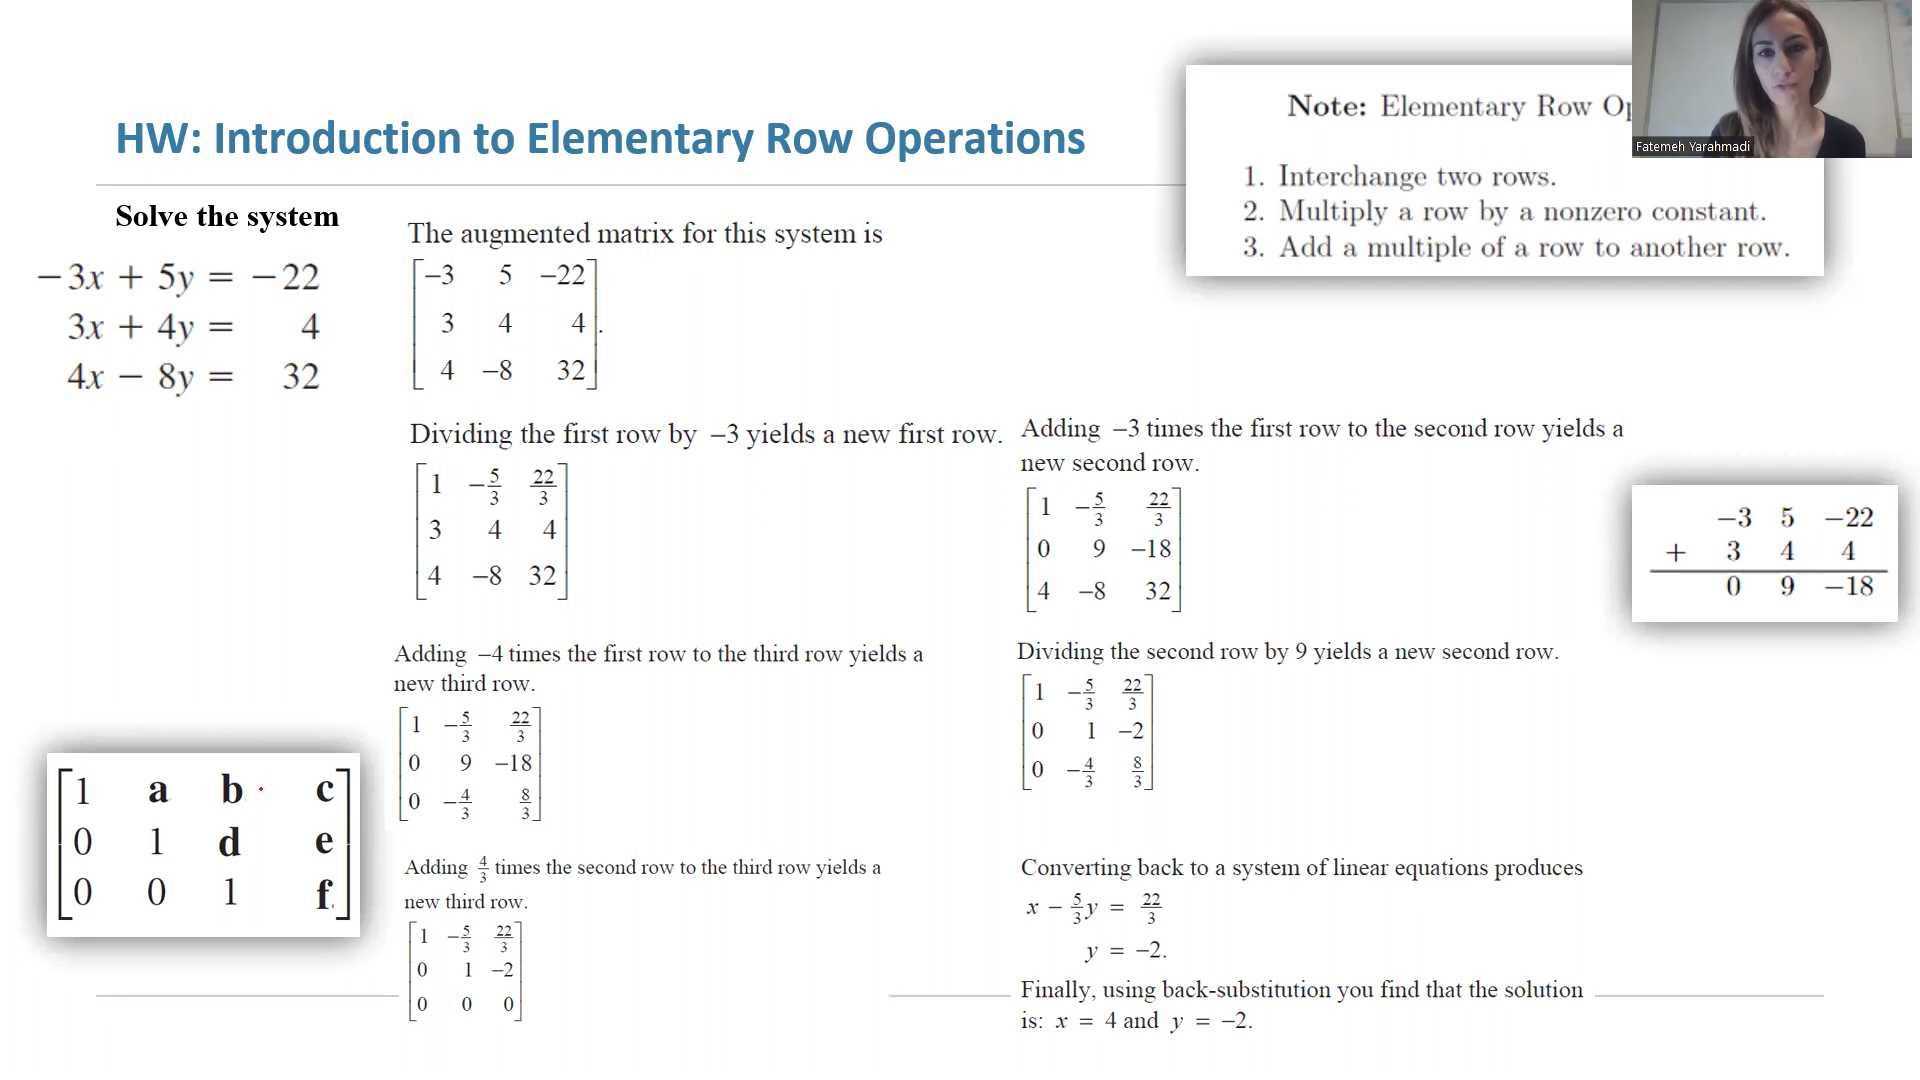 HW: Introduction to Elementary Row Operations
Note: Elementary Row Op
1. Interchange two rows.
2. Multiply a row by a nonzero constant.
3. Add a multiple of a row to another row.
Fatemeh Yarahmadi
Solve the system
−3x + 5y = −22
3x + 4y = 4
4x − 8y = 32
The augmented matrix for this system is
−3 5 −22
3 4 4
4 −8 32 .
Dividing the first row by −3 yields a new first row.
1 −5/3 22/3
3 4 4
4 −8 32
Adding −3 times the first row to the second row yields a
new second row.
1 −5/3 22/3
0 9 −18
4 −8 32
−3 5 −22
+ 3 4 4
0 9 −18
Adding −4 times the first row to the third row yields a
new third row.
1 −5/3 22/3
0 9 −18
0 −4/3 8/3
Dividing the second row by 9 yields a new second row.
1 −5/3 22/3
0 1 −2
0 −4/3 8/3
1 a b c
0 1 d e
0 0 1 f
Adding 4/3 times the second row to the third row yields a
new third row.
1 −5/3 22/3
0 1 −2
0 0 0
Converting back to a system of linear equations produces
x − 5/3y = 22/3
y = −2.
Finally, using back-substitution you find that the solution
is: x = 4 and y = −2.